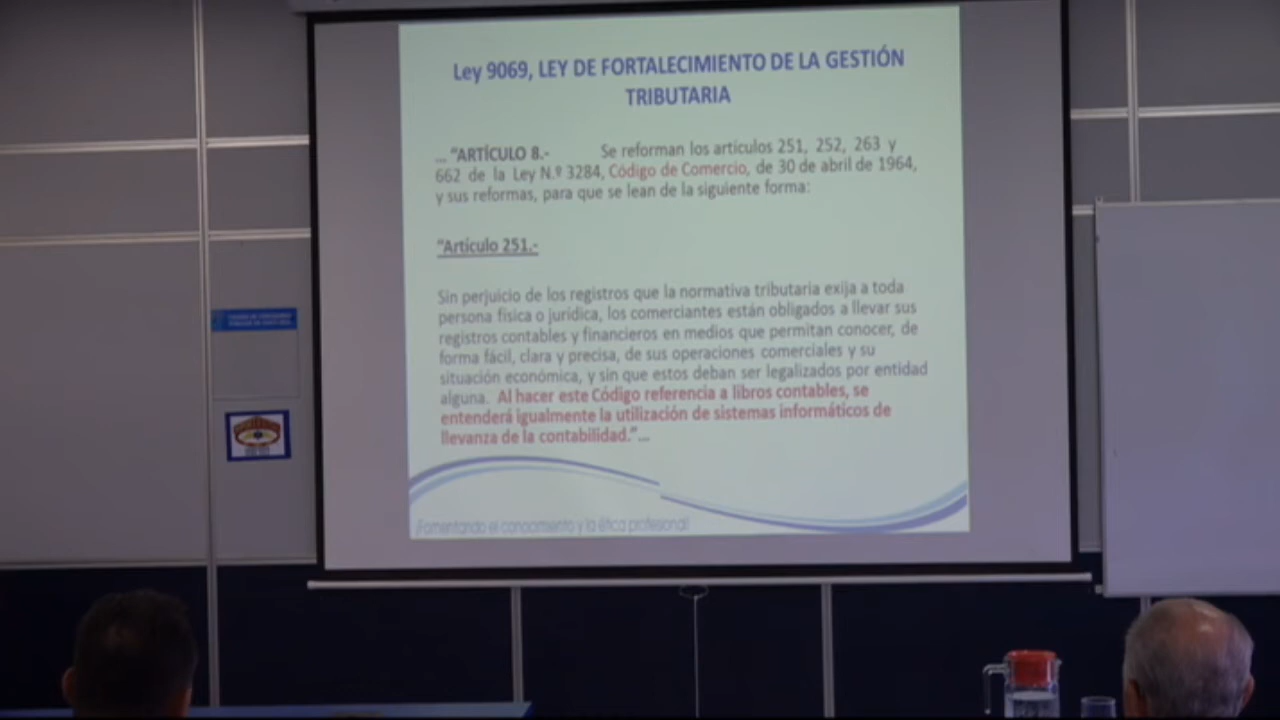 Ley 9069, LEY DE FORTALECIMIENTO DE LA GESTIÓN
TRIBUTARIA
... "ARTÍCULO 8.- Se reforman los artículos 251, 252, 263 y
662 de la Ley N.º 3284, Código de Comercio, de 30 de abril de 1964,
y sus reformas, para que se lean de la siguiente forma:
"Artículo 251.-
Sin perjuicio de los registros que la normativa tributaria exija a toda
persona física o jurídica, los comerciantes están obligados a llevar sus
registros contables y financieros en medios que permitan conocer, de
forma fácil, clara y precisa, de sus operaciones comerciales y su
situación económica, y sin que estos deban ser legalizados por entidad
alguna. Al hacer este Código referencia a libros contables, se
entenderá igualmente la utilización de sistemas informáticos de
llevanza de la contabilidad."...
¡Fomentando el conocimiento y la ética profesional!